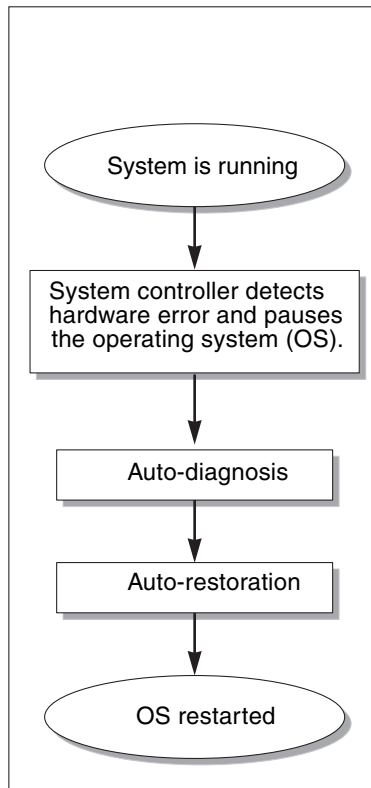 System is running
System controller detects
hardware error and pauses
the operating system (OS).
Auto-diagnosis
Auto-restoration
OS restarted